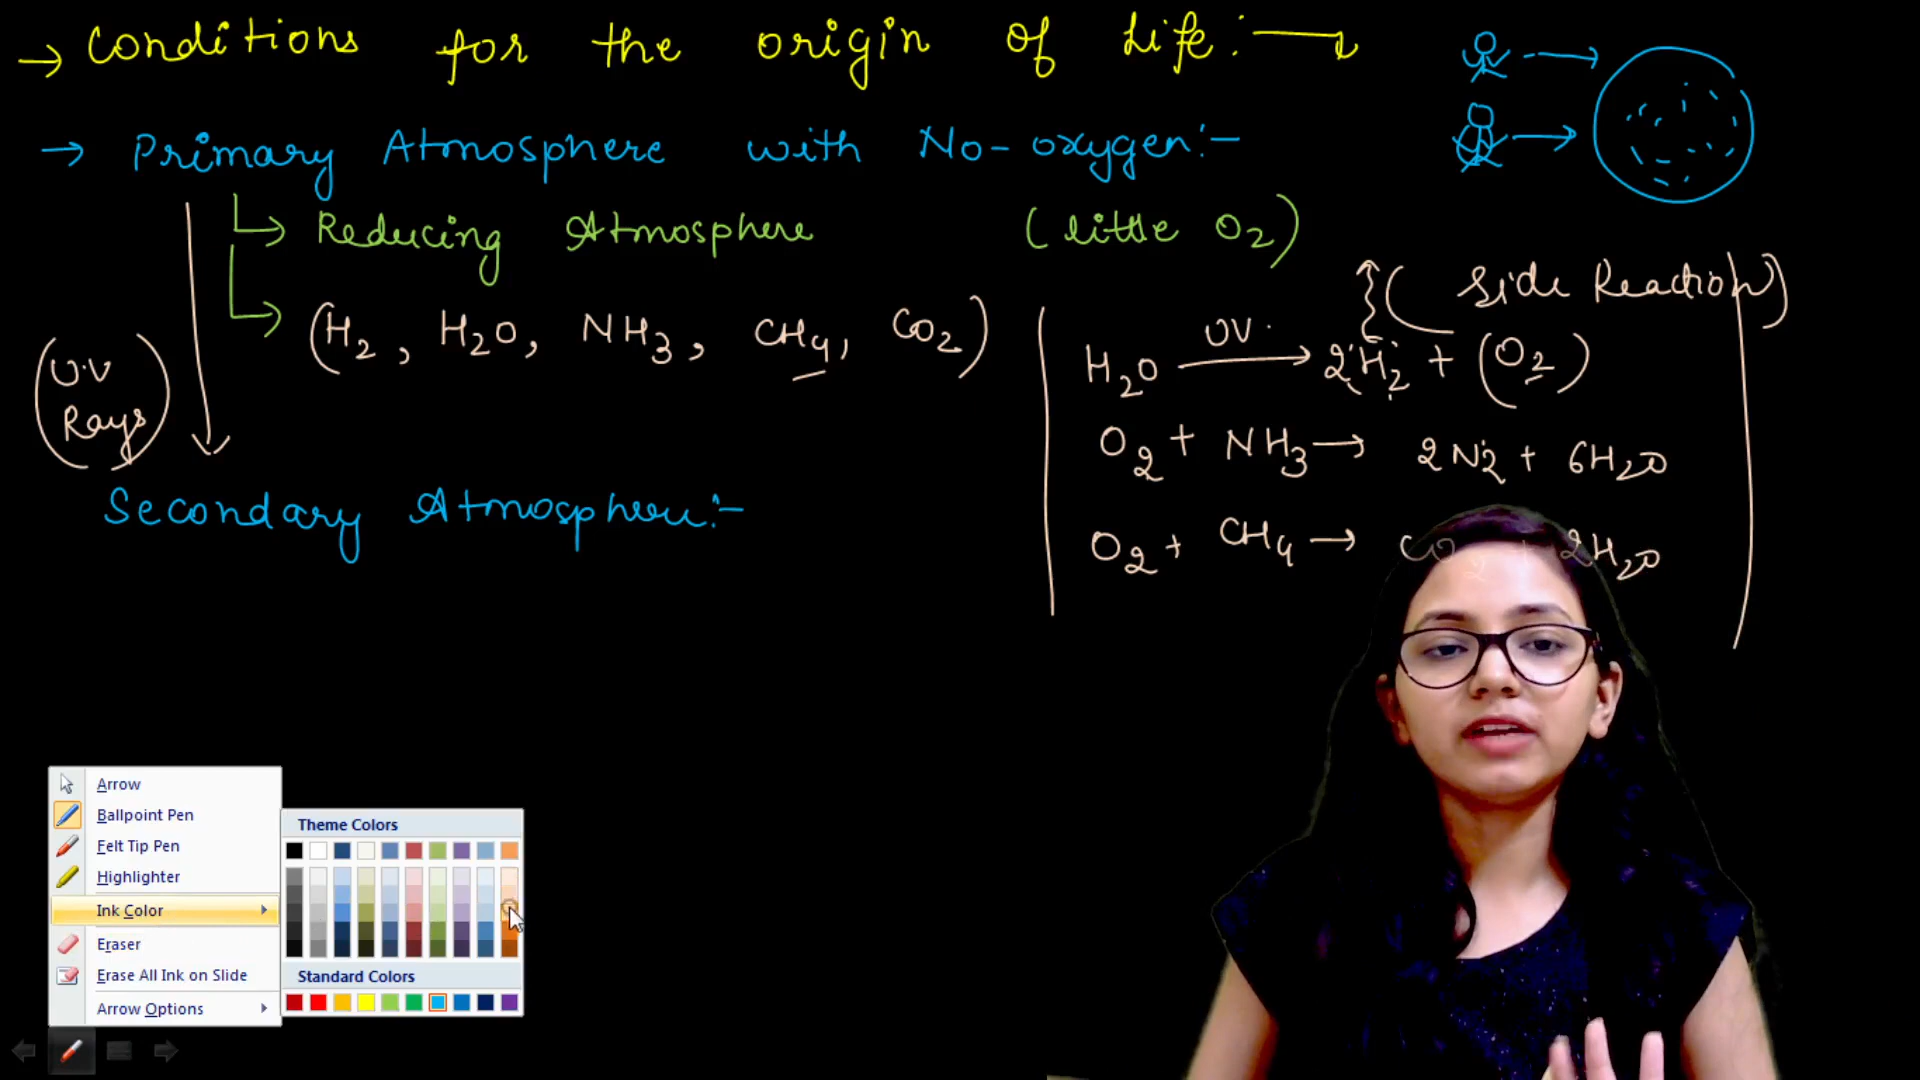 → Conditions for the origin of Life :→
→ Primary Atmosphere with No-oxygen :-
Reducing Atmosphere (little O2)
(H2, H2O, NH3, CH4, CO2)
(U.V Rays)
Secondary Atmosphere :-
(Side Reaction)
H2O UV → 2H2 + (O2)
O2 + NH3 → 2N2 + 6H2O
O2 + CH4 → CO2 + 2H2O
Arrow
Ballpoint Pen
Felt Tip Pen
Highlighter
Ink Color
Eraser
Erase All Ink on Slide
Arrow Options
Theme Colors
Standard Colors